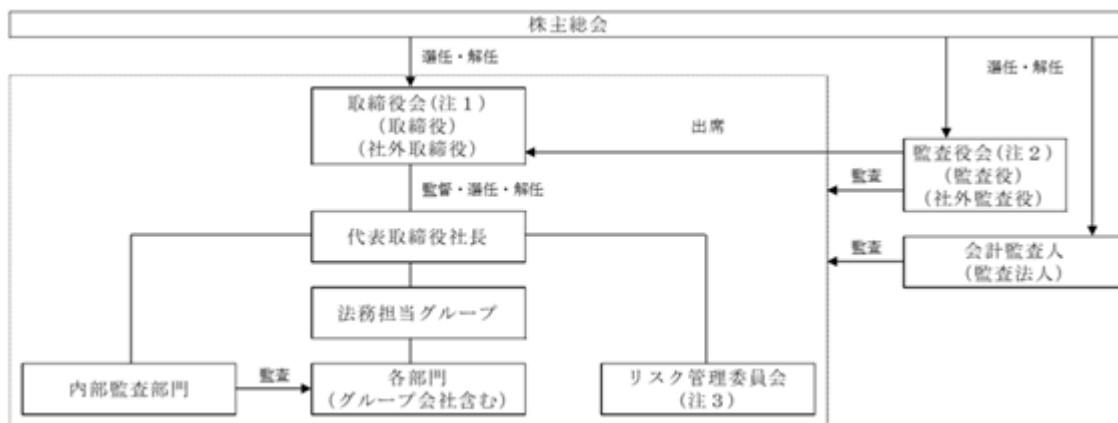 株主総会
選任・解任
選任・解任
取締役会(注1)
(取締役)
(社外取締役)
出席
監査役会(注2)
(監査役)
(社外監査役)
監査
監督・選任・解任
代表取締役社長
監査
会計監査人
(監査法人)
法務担当グループ
内部監査部門
監査
各部門
(グループ会社含む)
リスク管理委員会
(注3)